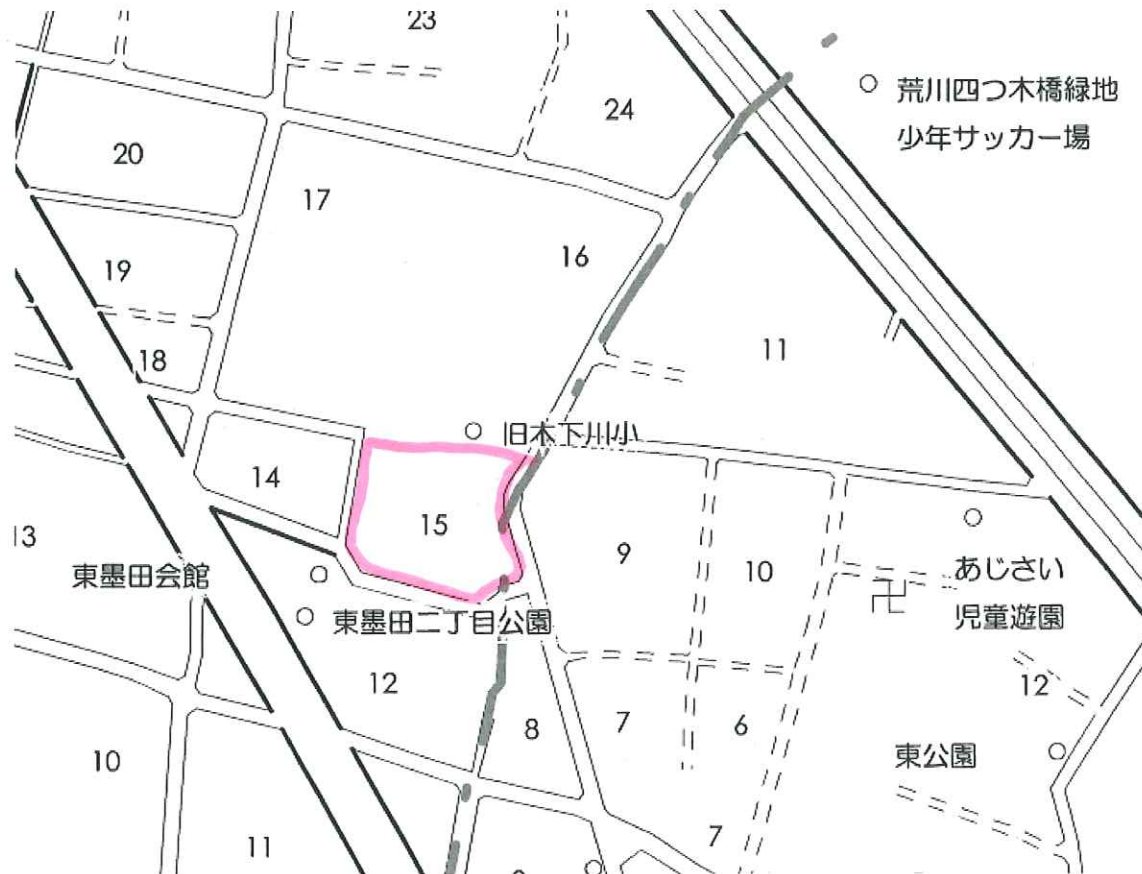 23
荒川四つ木橋緑地
少年サッカー場
24
20
17
16
19
11
18
旧木下川小
14
15
13
9
10
あじさい
児童遊園
東墨田会館
東墨田二丁目公園
12
12
8
7
6
10
東公園
7
11